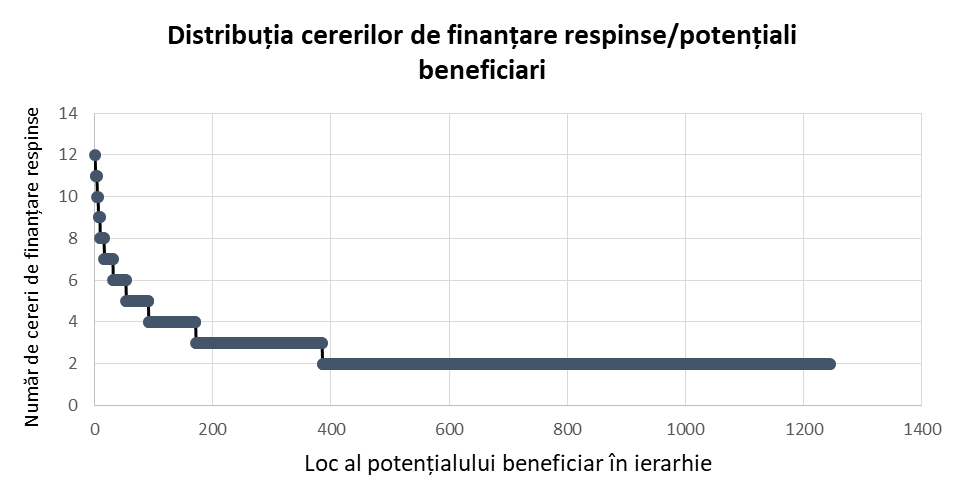 Distribuția cererilor de finanțare respinse/potențiali
beneficiari
Număr de cereri de finanțare respinse
14
12
10
8
6
4
2
0
0 200 400 600 800 1000 1200 1400
Loc al potențialului beneficiar în ierarhie